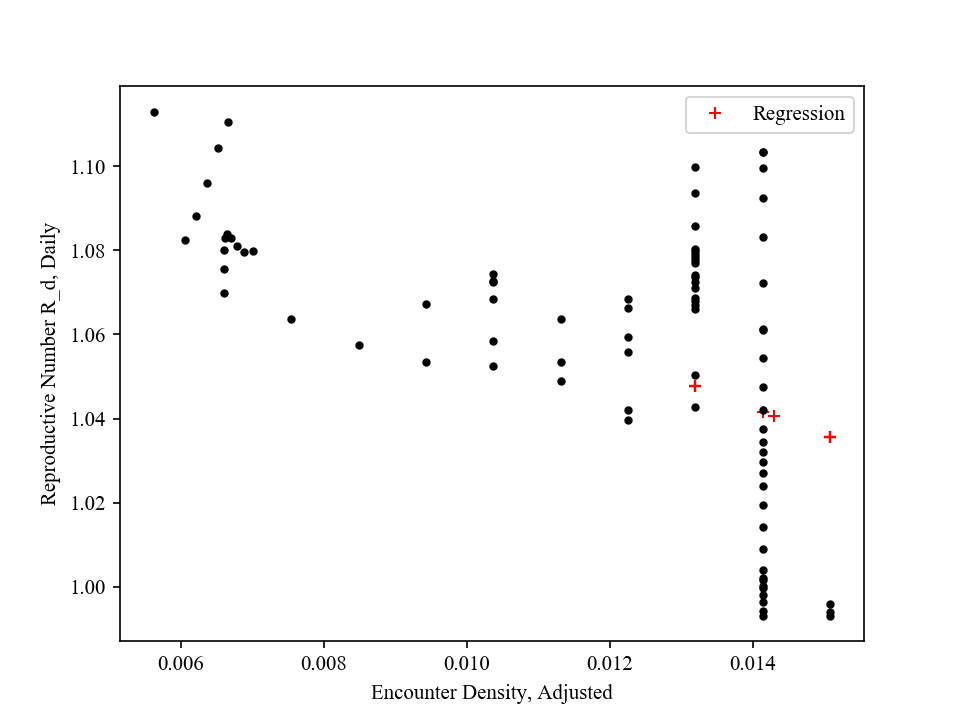 Regression
1.10
1.08
1.06
1.04
1.02
1.00
Reproductive Number R_d, Daily
0.006 0.008 0.010 0.012 0.014
Encounter Density, Adjusted